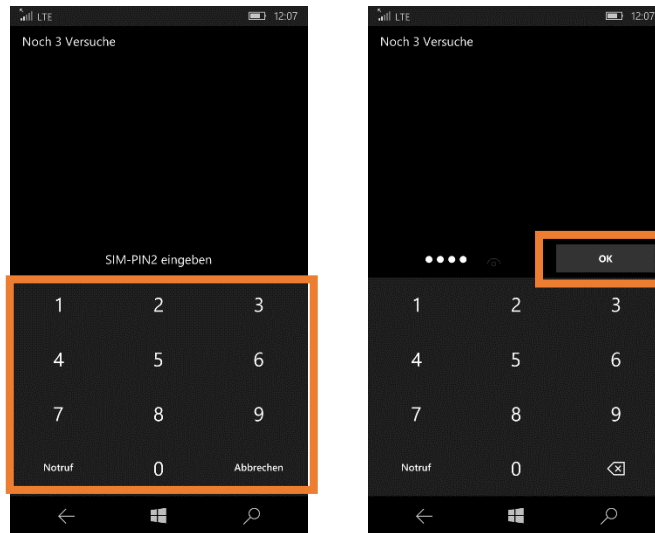 LTE 12:07
Noch 3 Versuche
SIM-PIN2 eingeben
1 2 3
4 5 6
7 8 9
Notruf 0 Abbrechen
LTE 12:07
Noch 3 Versuche
OK
1 2 3
4 5 6
7 8 9
Notruf 0